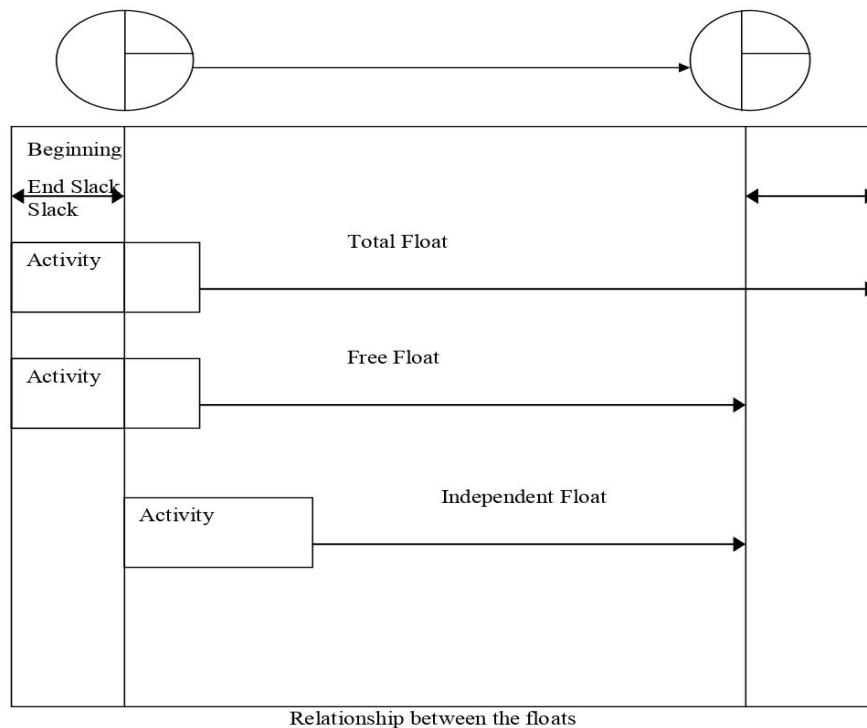 Beginning
End Slack
Slack
Total Float
Activity
Free Float
Activity
Independent Float
Activity
Relationship between the floats